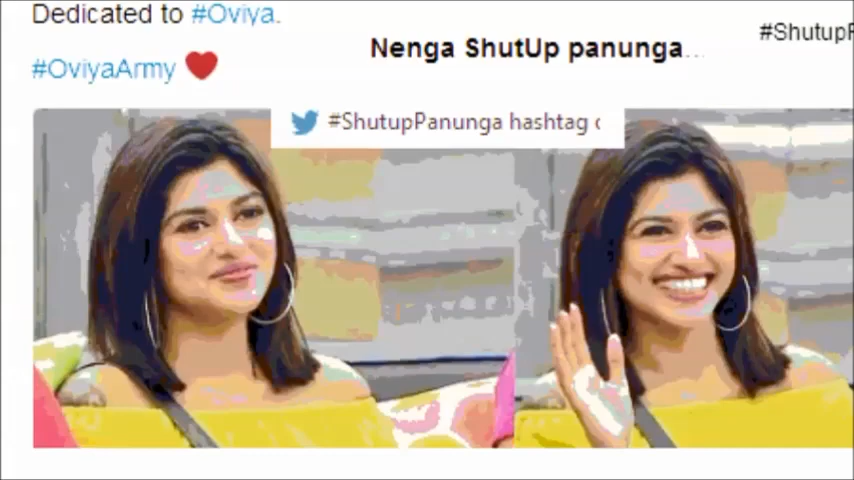 Dedicated to #Oviya.
#OviyaArmy
Nenga ShutUp panunga...
#ShutupPanunga hashtag